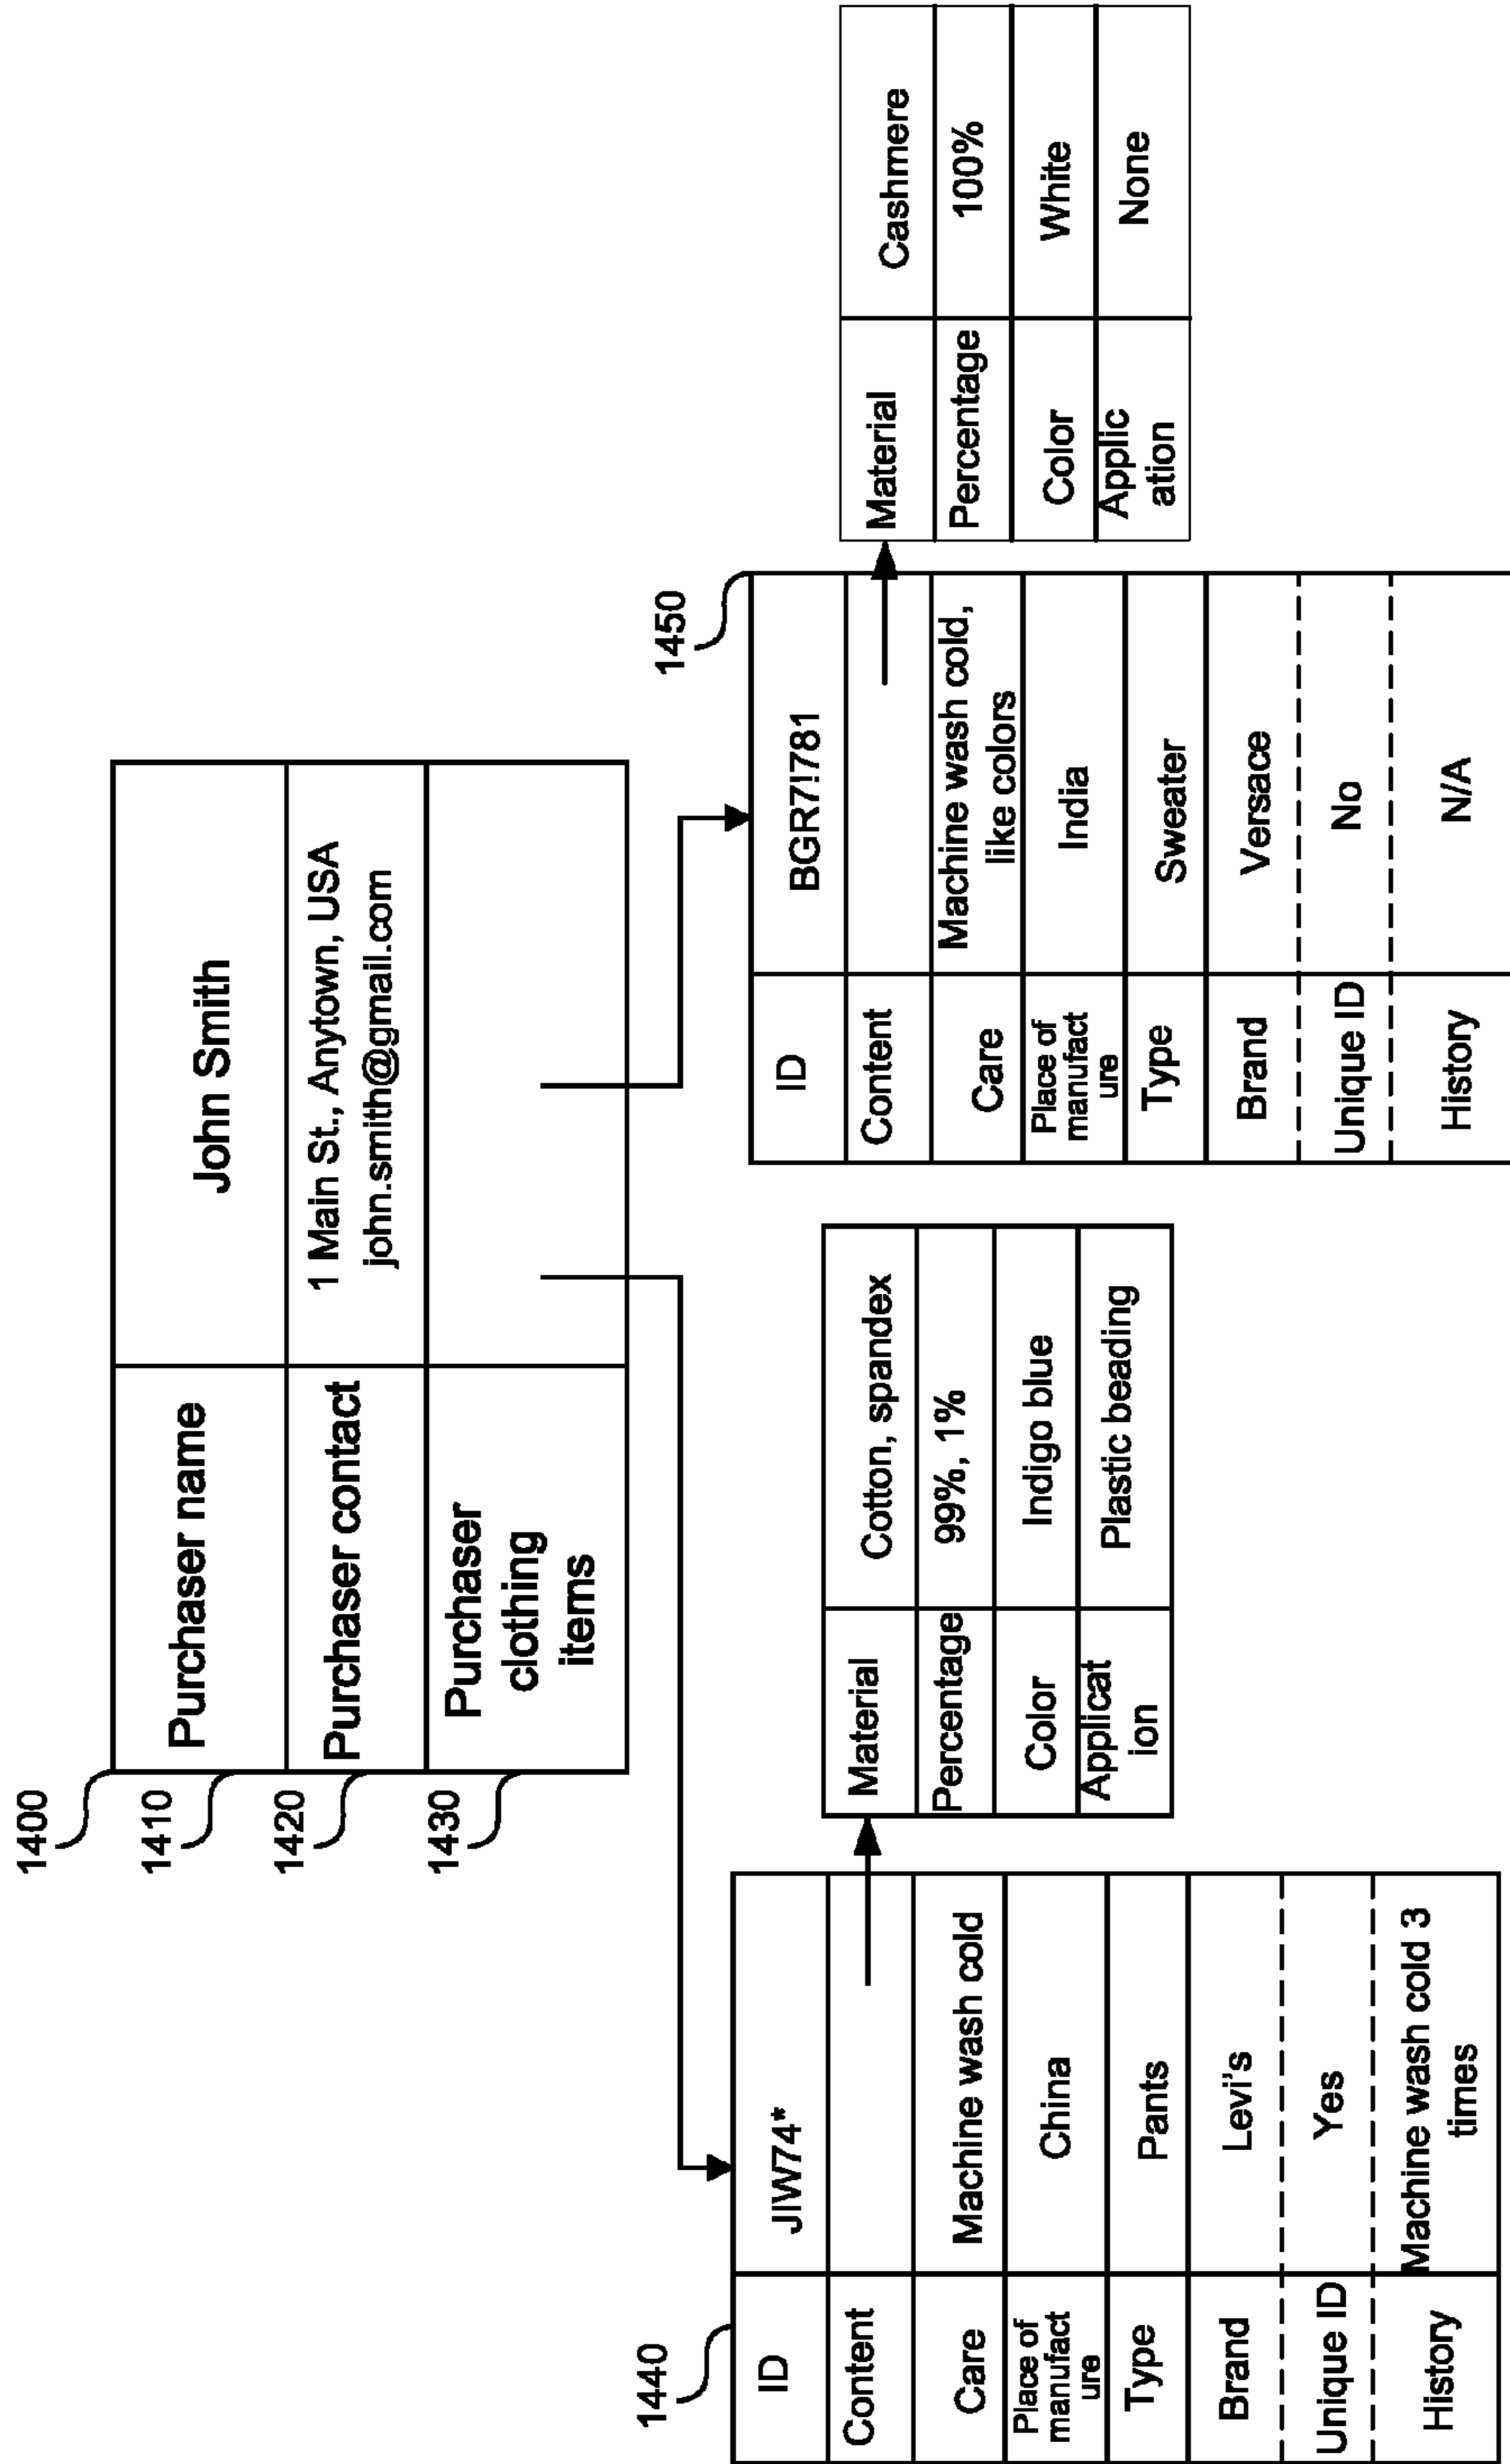 1400
1410
1420
1430
Purchaser name
John Smith
Purchaser contact
1 Main St., Anytown, USA
john.smith@gmail.com
Purchaser
clothing
items
1440
ID
JIW74*
Content
Care
Machine wash cold
Place of
manufact
ure
China
Type
Pants
Brand
Levi's
Unique ID
Yes
History
Machine wash cold 3
times
Material
Cotton, spandex
Percentage
99%, 1%
Color
Indigo blue
Applicat
ion
Plastic beading
1450
ID
BGR7!781
Content
Care
Machine wash cold,
like colors
Place of
manufact
ure
India
Type
Sweater
Brand
Versace
Unique ID
No
History
N/A
Material
Cashmere
Percentage
100%
Color
White
Applic
ation
None